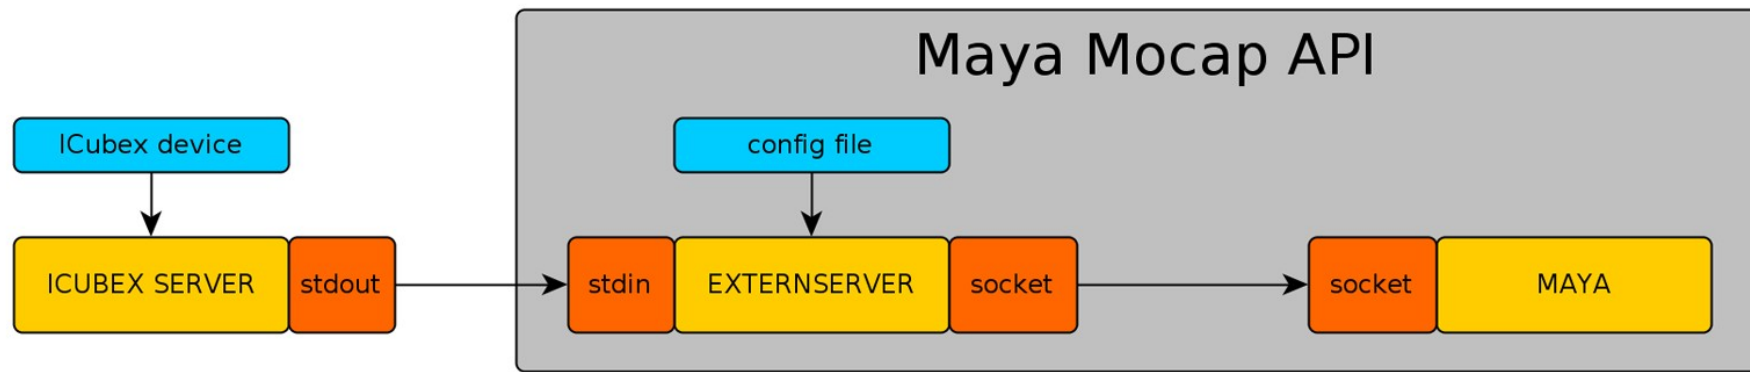 Maya Mocap API
ICubex device
config file
ICUBEX SERVER
stdout
stdin
EXTERNSERVER
socket
socket
MAYA